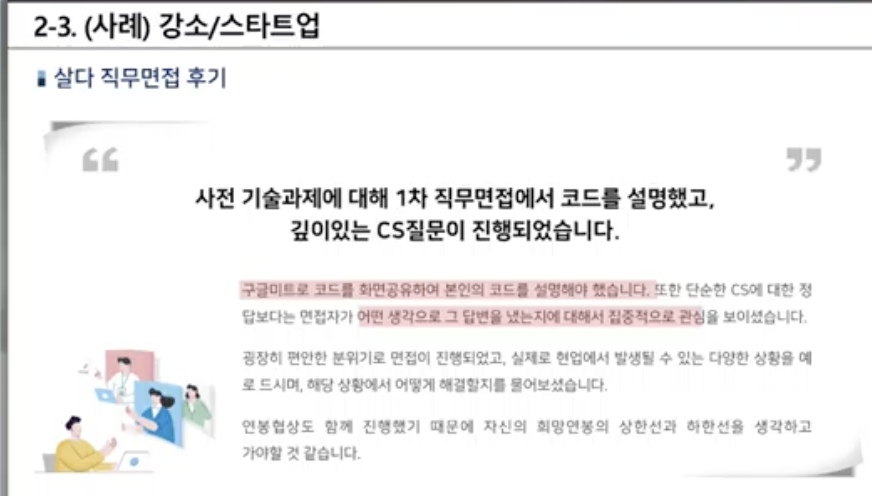 2-3. (사례) 강소/스타트업
살다 직무면접 후기
“
”
사전 기술과제에 대해 1차 직무면접에서 코드를 설명했고,
깊이있는 CS질문이 진행되었습니다.
구글미트로 코드를 화면공유하며 본인의 코드를 설명해야 했습니다. 또한 단순한 CS에 대한 정
답보다는 면접자가 어떤 생각으로 그 답변을 냈는지에 대해서 집중적으로 관심을 보이셨습니다.
굉장히 편안한 분위기로 면접이 진행되었고, 실제로 현업에서 발생될 수 있는 다양한 상황을 예
로 드시며, 해당 상황에서 어떻게 해결할지를 물어보셨습니다.
연봉협상도 함께 진행했기 때문에 자신의 희망연봉의 상한선과 하한선을 생각하고
가야할 것 같습니다.